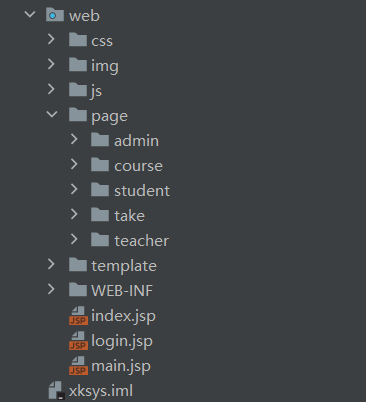 web
css
img
js
page
admin
course
student
take
teacher
template
WEB-INF
JSP index.jsp
JSP login.jsp
JSP main.jsp
xksys.iml